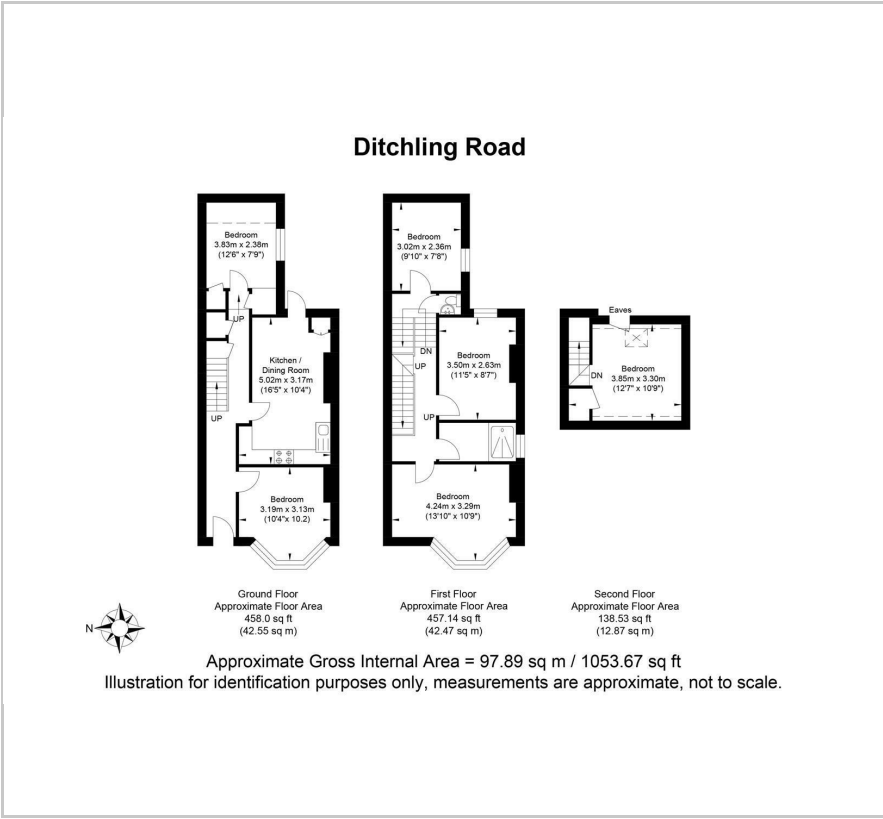 Ditchling Road
Bedroom
3.83m x 2.38m
(12'6" x 7'9")
UP
Kitchen /
Dining Room
5.02m x 3.17m
(16'5" x 10'4")
UP
Bedroom
3.19m x 3.13m
(10'4"x 10.2)
Bedroom
3.02m x 2.36m
(9'10" x 7'8")
DN
UP
Bedroom
3.50m x 2.63m
(11'5" x 8'7")
UP
Bedroom
4.24m x 3.29m
(13'10" x 10'9")
Eaves
DN
Bedroom
3.85m x 3.30m
(12'7" x 10'9")
Ground Floor
Approximate Floor Area
458.0 sq ft
(42.55 sq m)
First Floor
Approximate Floor Area
457.14 sq ft
(42.47 sq m)
Second Floor
Approximate Floor Area
138.53 sq ft
(12.87 sq m)
N
Approximate Gross Internal Area = 97.89 sq m / 1053.67 sq ft
Illustration for identification purposes only, measurements are approximate, not to scale.